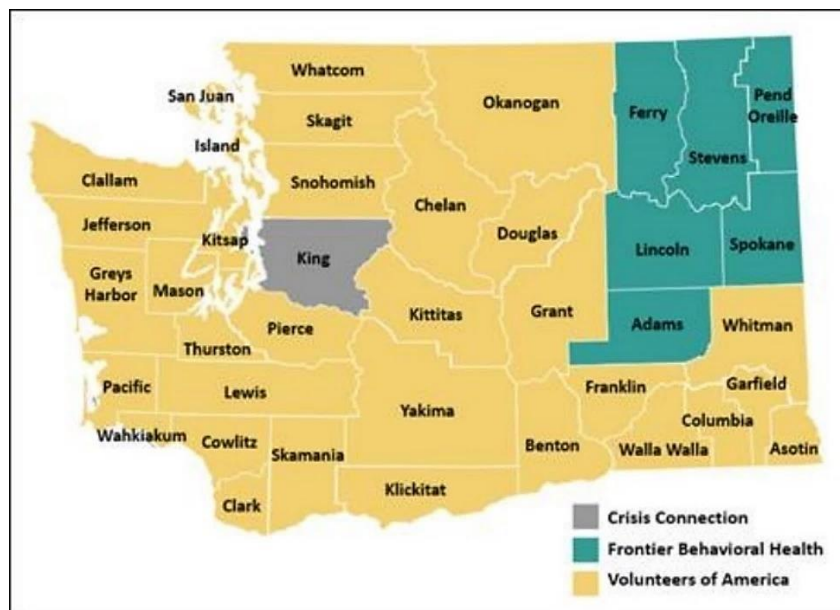 Whatcom
San Juan
Okanogan
Ferry
Pend
Oreille
Skagit
Island
Stevens
Snohomish
Clallam
Chelan
Jefferson
Kitsap
Douglas
King
Lincoln
Spokane
Greys
Harbor
Mason
Kittitas
Grant
Adams
Whitman
Pierce
Thurston
Pacific
Lewis
Franklin
Garfield
Yakima
Columbia
Wahkiakum
Cowlitz
Skamania
Benton
Walla Walla
Asotin
Klickitat
Clark
Crisis Connection
Frontier Behavioral Health
Volunteers of America